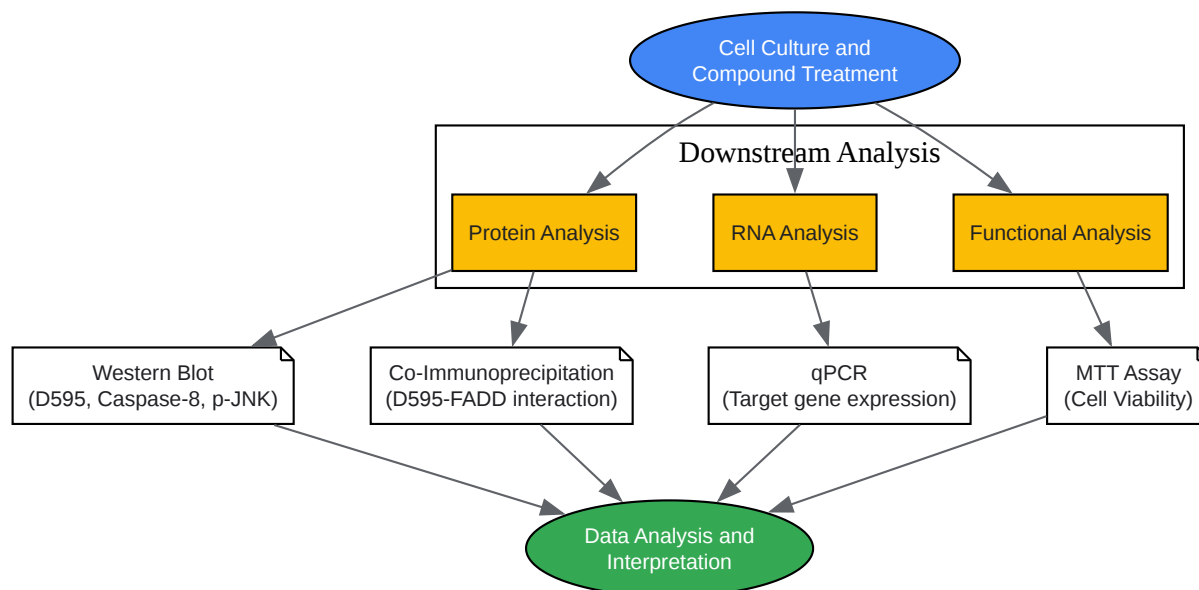 Cell Culture and
Compound Treatment
Downstream Analysis
Protein Analysis
RNA Analysis
Functional Analysis
Western Blot
(D595, Caspase-8, p-JNK)
Co-Immunoprecipitation
(D595-FADD interaction)
qPCR
(Target gene expression)
MTT Assay
(Cell Viability)
Data Analysis and
Interpretation